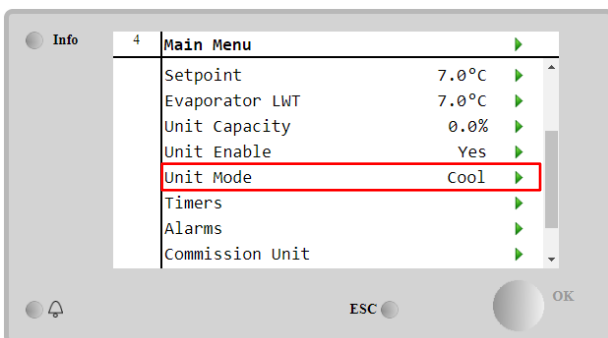 Info
4 Main Menu
Setpoint 7.0°C
Evaporator LWT 7.0°C
Unit Capacity 0.0%
Unit Enable Yes
Unit Mode Cool
Timers
Alarms
Commission Unit
ESC OK